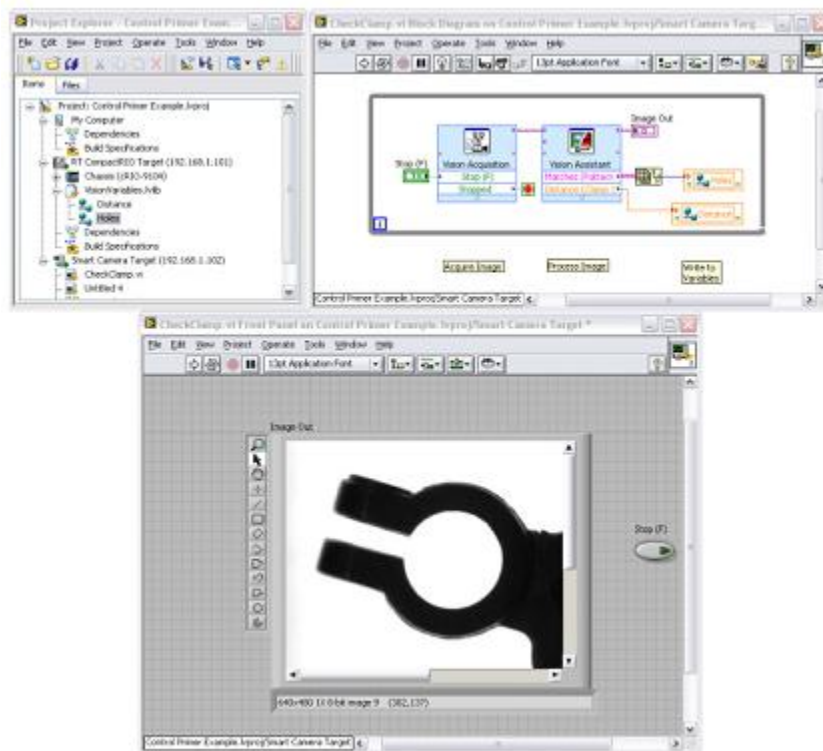 Project Explorer - Control Primer Exam...
File Edit View Project Operate Tools Window Help
Items Files
Project: Control Primer Example.lvproj
My Computer
Dependencies
Build Specifications
RT CompactRIO Target (192.168.1.101)
Chassis (cRIO-9104)
VisionVariables.lvlib
Distance
Holes
Dependencies
Build Specifications
Smart Camera Target (192.168.1.102)
CheckClamp.vi
Untitled 4
CheckClamp.vi Block Diagram on Control Primer Example.lvproj/Smart Camera Targ...
File Edit View Project Operate Tools Window Help
13pt Application Font
Image Out
Stop (F)
Vision Acquisition
Stop (F)
Stopped
Vision Assistant
Matches (Pattern
Distance (Clamp
Holes
Distance
i
Acquire Image
Process Image
Write to
Variables
Control Primer Example.lvproj/Smart Camera Target
CheckClamp.vi Front Panel on Control Primer Example.lvproj/Smart Camera Target *
File Edit View Project Operate Tools Window Help
13pt Application Font
Image Out
Stop (F)
640x480 1X 8-bit image 9 (382,137)
Control Primer Example.lvproj/Smart Camera Target